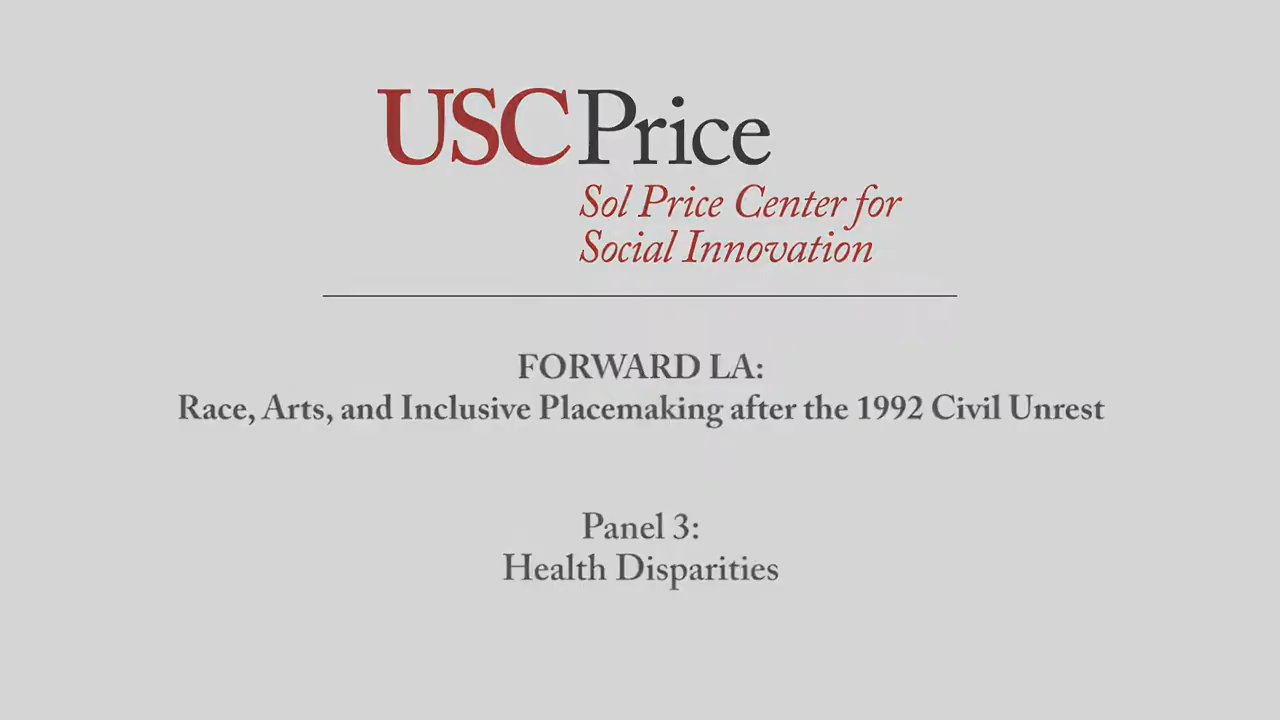 USC Price
Sol Price Center for
Social Innovation
FORWARD LA:
Race, Arts, and Inclusive Placemaking after the 1992 Civil Unrest
Panel 3:
Health Disparities